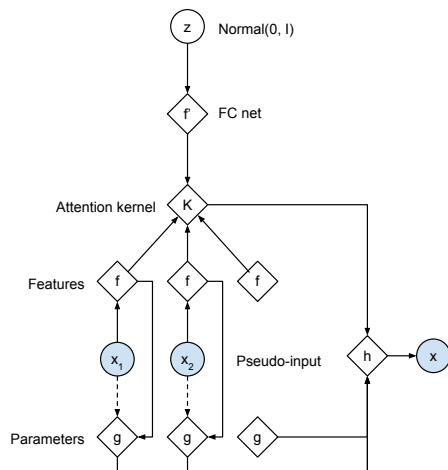 z Normal(0, I)
f' FC net
Attention kernel K
Features f f f
x1 x2 Pseudo-input h x
Parameters g g g